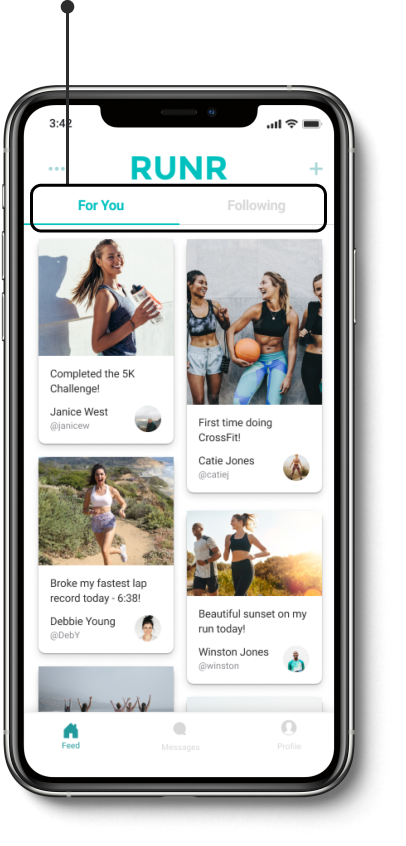 3:42
RUNR
For You
Following
Completed the 5K
Challenge!
Janice West
@janicew
First time doing
CrossFit!
Catie Jones
@catiej
Broke my fastest lap
record today - 6:38!
Debbie Young
@DebY
Beautiful sunset on my
run today!
Winston Jones
@winston
Feed
Messages
Profile